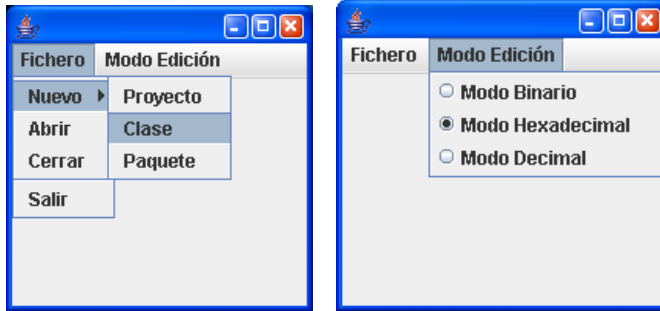 Fichero Modo Edición
Nuevo Proyecto
Abrir Clase
Cerrar Paquete
Salir
Fichero Modo Edición
Modo Binario
Modo Hexadecimal
Modo Decimal